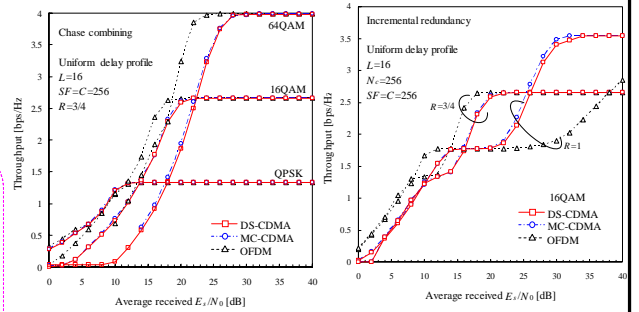 Chase combining
Uniform delay profile
L=16
SF=C=256
R=3/4
64QAM
16QAM
QPSK
DS-CDMA
MC-CDMA
OFDM
Throughput [bps/Hz]
4
3.5
3
2.5
2
1.5
1
0.5
0
0 5 10 15 20 25 30 35 40
Average received Es/N0 [dB]
Incremental redundancy
Uniform delay profile
L=16
Nc=256
SF=C=256
R=3/4
R=1
16QAM
DS-CDMA
MC-CDMA
OFDM
Throughput [bps/Hz]
4
3.5
3
2.5
2
1.5
1
0.5
0
0 5 10 15 20 25 30 35 40
Average received Es/N0 [dB]